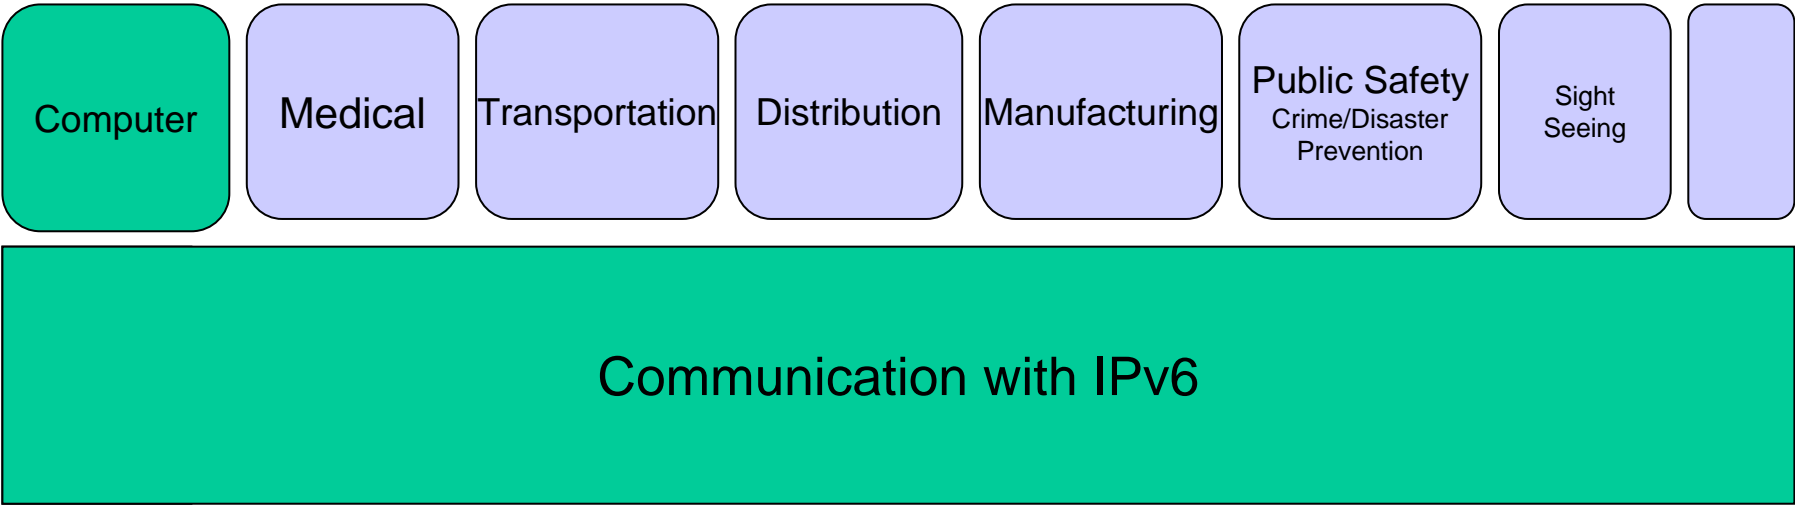 Computer
Medical
Transportation
Distribution
Manufacturing
Public Safety
Crime/Disaster
Prevention
Sight
Seeing
Communication with IPv6